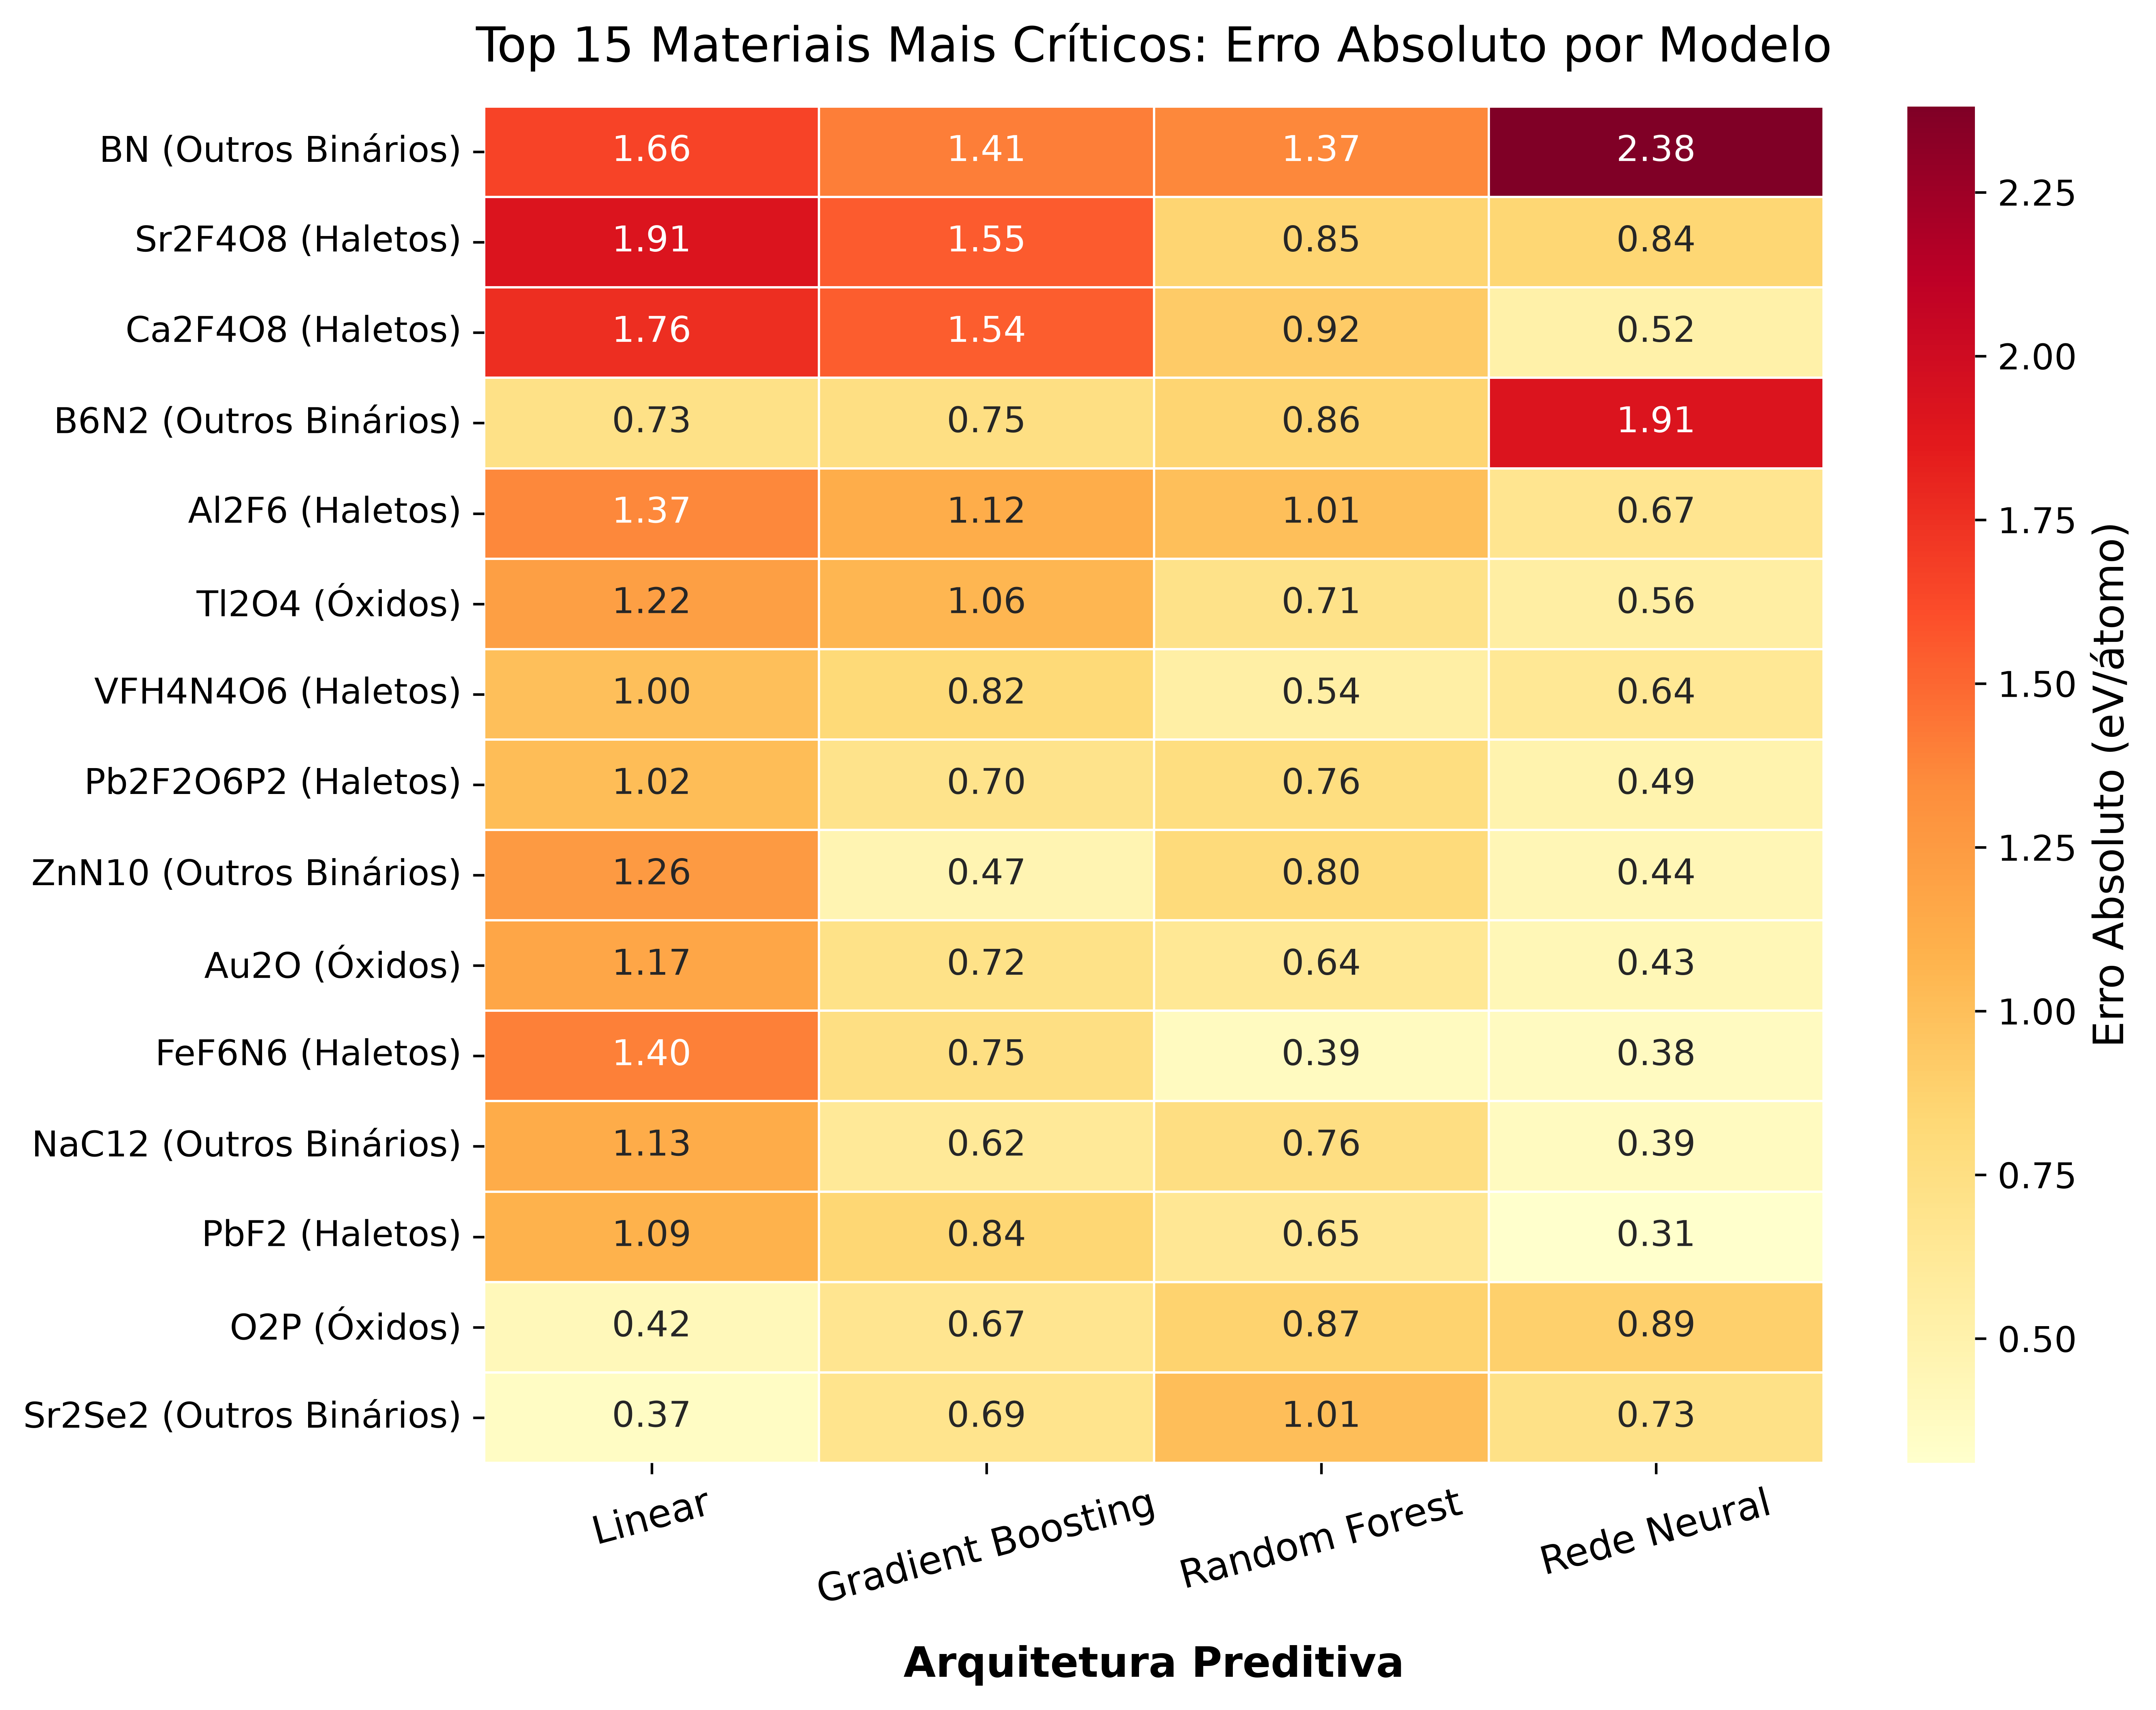 Top 15 Materiais Mais Críticos: Erro Absoluto por Modelo
BN (Outros Binários) 1.66 1.41 1.37 2.38
Sr2F4O8 (Haletos) 1.91 1.55 0.85 0.84
Ca2F4O8 (Haletos) 1.76 1.54 0.92 0.52
B6N2 (Outros Binários) 0.73 0.75 0.86 1.91
Al2F6 (Haletos) 1.37 1.12 1.01 0.67
Tl2O4 (Óxidos) 1.22 1.06 0.71 0.56
VFH4N4O6 (Haletos) 1.00 0.82 0.54 0.64
Pb2F2O6P2 (Haletos) 1.02 0.70 0.76 0.49
ZnN10 (Outros Binários) 1.26 0.47 0.80 0.44
Au2O (Óxidos) 1.17 0.72 0.64 0.43
FeF6N6 (Haletos) 1.40 0.75 0.39 0.38
NaC12 (Outros Binários) 1.13 0.62 0.76 0.39
PbF2 (Haletos) 1.09 0.84 0.65 0.31
O2P (Óxidos) 0.42 0.67 0.87 0.89
Sr2Se2 (Outros Binários) 0.37 0.69 1.01 0.73
Linear Gradient Boosting Random Forest Rede Neural
Arquitetura Preditiva
2.25
2.00
1.75
1.50
1.25
1.00
0.75
0.50
Erro Absoluto (eV/átomo)